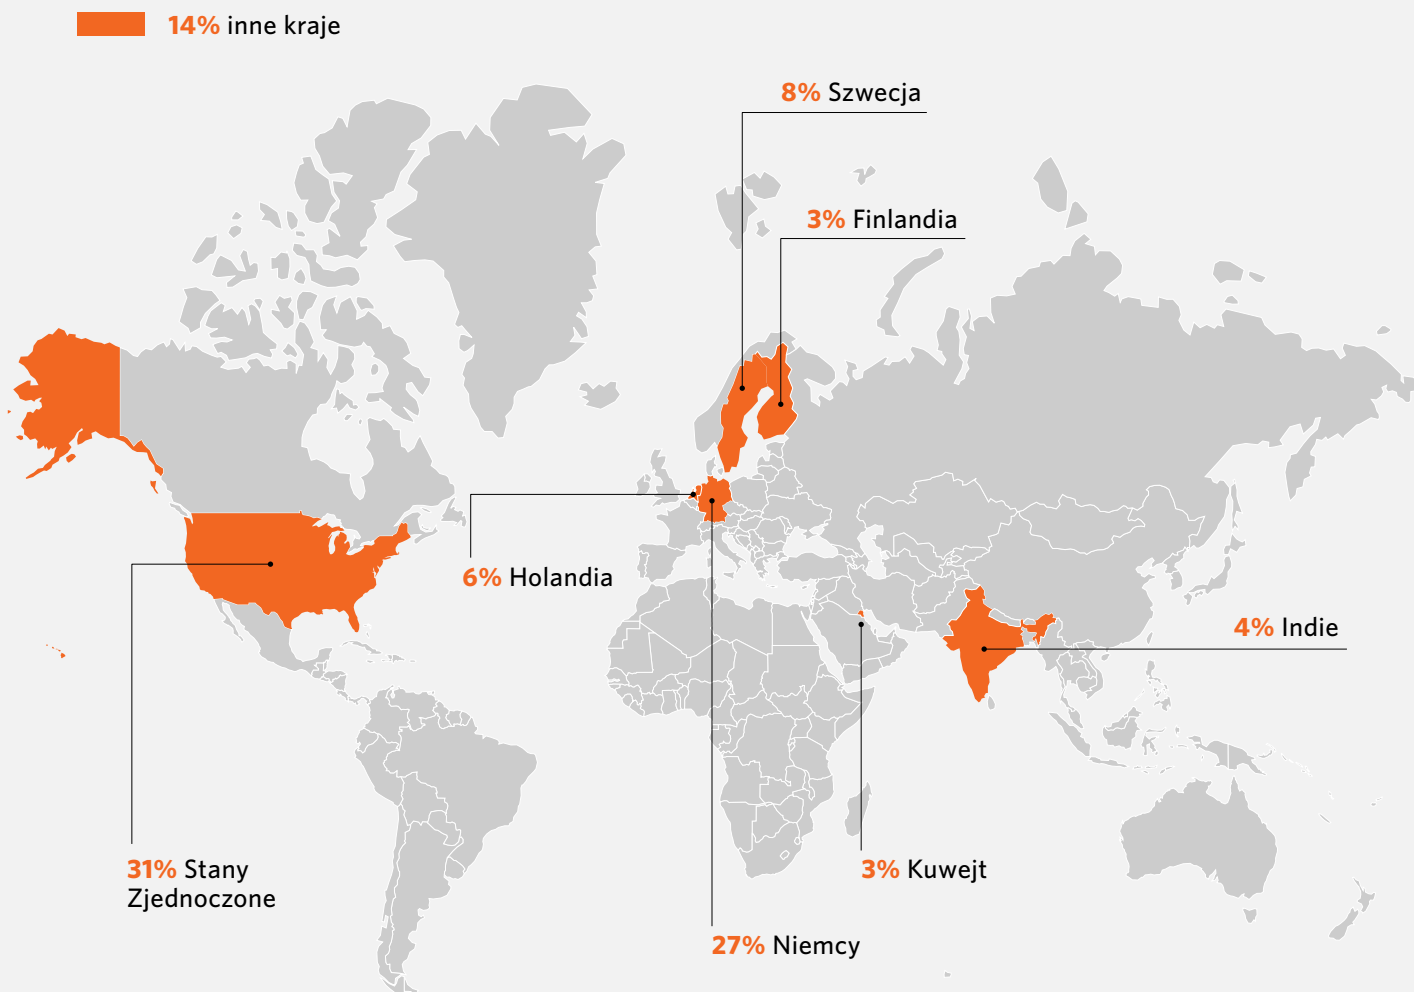 14% inne kraje
8% Szwecja
3% Finlandia
6% Holandia
4% Indie
31% Stany
Zjednoczone
3% Kuwejt
27% Niemcy